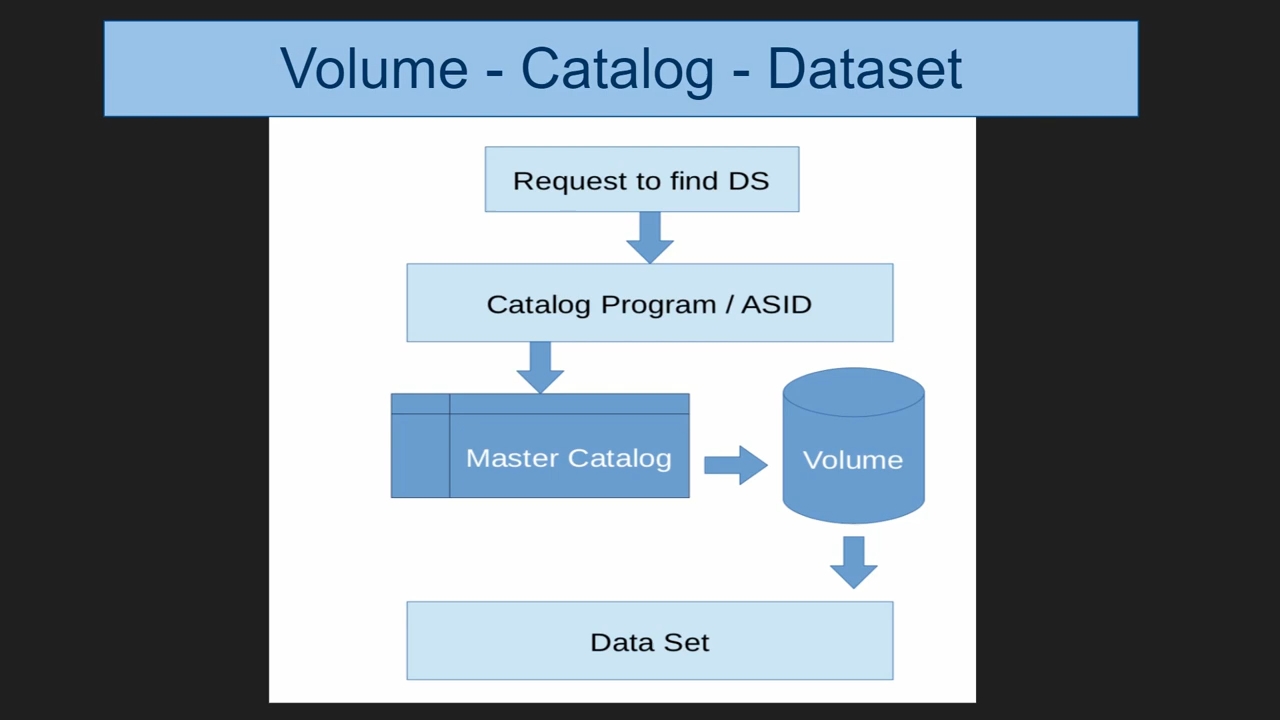 Volume - Catalog - Dataset
Request to find DS
Catalog Program / ASID
Master Catalog
Volume
Data Set